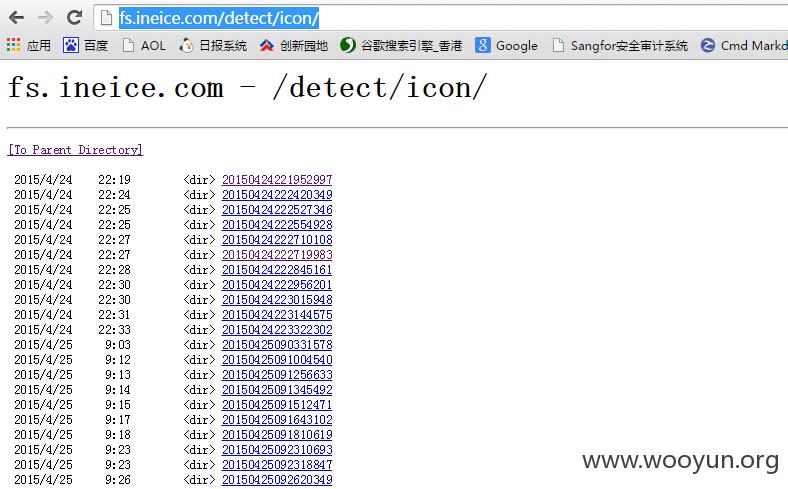 fs.ineice.com/detect/icon/
应用 百度 AOL 日报系统 创新园地 谷歌搜索引擎_香港 Google Sangfor安全审计系统 Cmd Markd
fs.ineice.com - /detect/icon/
[To Parent Directory]
2015/4/24 22:19 <dir> 20150424221952997
2015/4/24 22:24 <dir> 20150424222420349
2015/4/24 22:25 <dir> 20150424222527346
2015/4/24 22:25 <dir> 20150424222554928
2015/4/24 22:27 <dir> 20150424222710108
2015/4/24 22:27 <dir> 20150424222719983
2015/4/24 22:28 <dir> 20150424222845161
2015/4/24 22:30 <dir> 20150424222956201
2015/4/24 22:30 <dir> 20150424223015948
2015/4/24 22:31 <dir> 20150424223144575
2015/4/24 22:33 <dir> 20150424223322302
2015/4/25 9:03 <dir> 20150425090331578
2015/4/25 9:12 <dir> 20150425091004540
2015/4/25 9:13 <dir> 20150425091256633
2015/4/25 9:14 <dir> 20150425091345492
2015/4/25 9:15 <dir> 20150425091512471
2015/4/25 9:17 <dir> 20150425091643102
2015/4/25 9:18 <dir> 20150425091810619
2015/4/25 9:23 <dir> 20150425092310693
2015/4/25 9:23 <dir> 20150425092318847
2015/4/25 9:26 <dir> 20150425092620349
www.wooyun.org